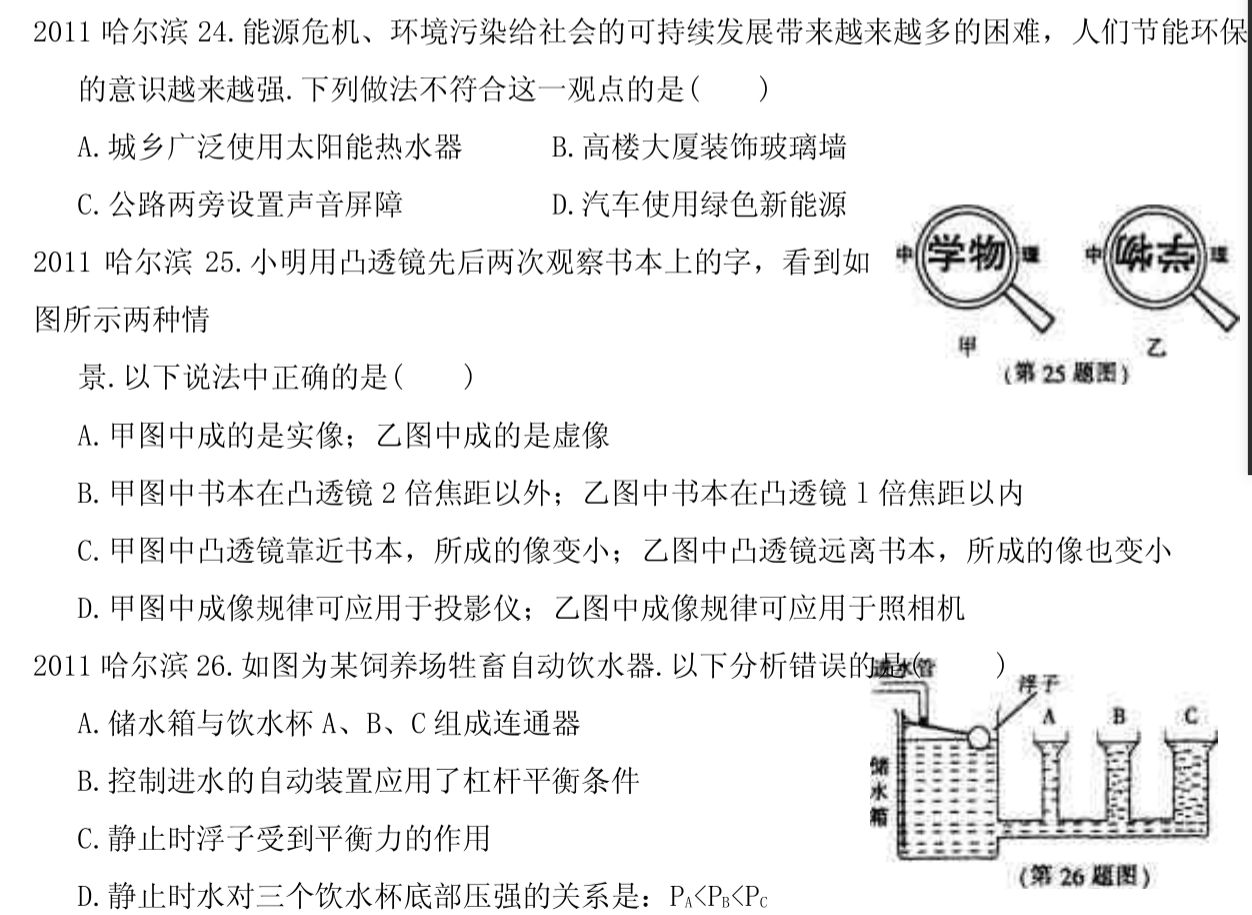 2011 哈尔滨 24.能源危机、环境污染给社会的可持续发展带来越来越多的困难，人们节能环保
的意识越来越强.下列做法不符合这一观点的是(　　)
A.城乡广泛使用太阳能热水器　　B.高楼大厦装饰玻璃墙
C.公路两旁设置声音屏障　　D.汽车使用绿色新能源
2011 哈尔滨 25.小明用凸透镜先后两次观察书本上的字，看到如
图所示两种情
景.以下说法中正确的是(　　)
中 学物 理
中 学物 理
甲　乙
(第 25 题图)
A.甲图中成的是实像；乙图中成的是虚像
B.甲图中书本在凸透镜 2 倍焦距以外；乙图中书本在凸透镜 1 倍焦距以内
C.甲图中凸透镜靠近书本，所成的像变小；乙图中凸透镜远离书本，所成的像也变小
D.甲图中成像规律可应用于投影仪；乙图中成像规律可应用于照相机
2011 哈尔滨 26.如图为某饲养场牲畜自动饮水器.以下分析错误的是(　　)
进水管
浮子
A　B　C
储水箱
(第 26 题图)
A.储水箱与饮水杯 A、B、C 组成连通器
B.控制进水的自动装置应用了杠杆平衡条件
C.静止时浮子受到平衡力的作用
D.静止时水对三个饮水杯底部压强的关系是：PA<PB<PC